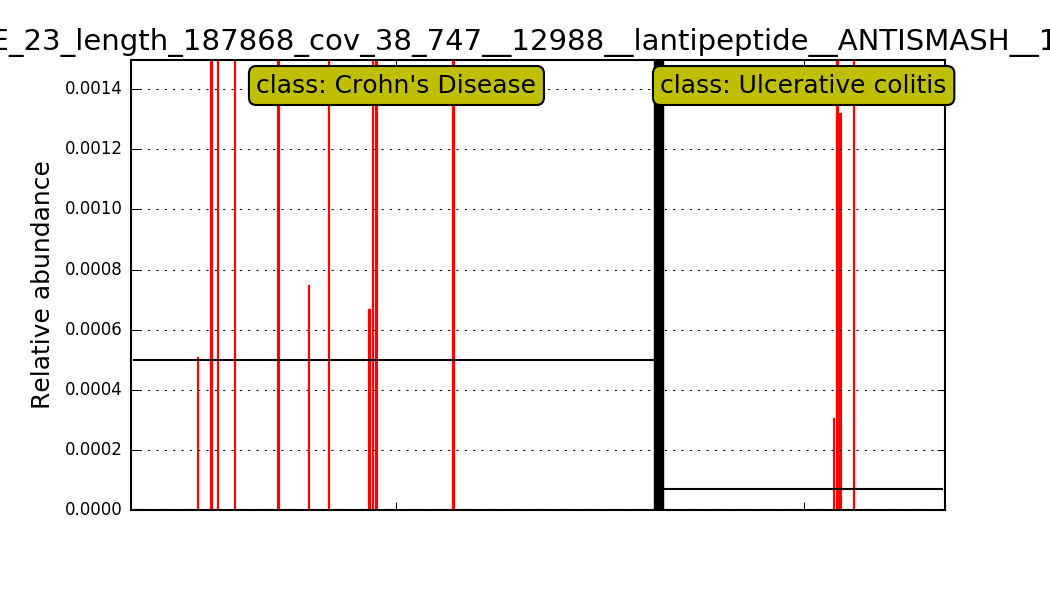 E_23_length_187868_cov_38_747__12988__lantipeptide__ANTISMASH__1
class: Crohn's Disease
class: Ulcerative colitis
Relative abundance
0.0014
0.0012
0.0010
0.0008
0.0006
0.0004
0.0002
0.0000